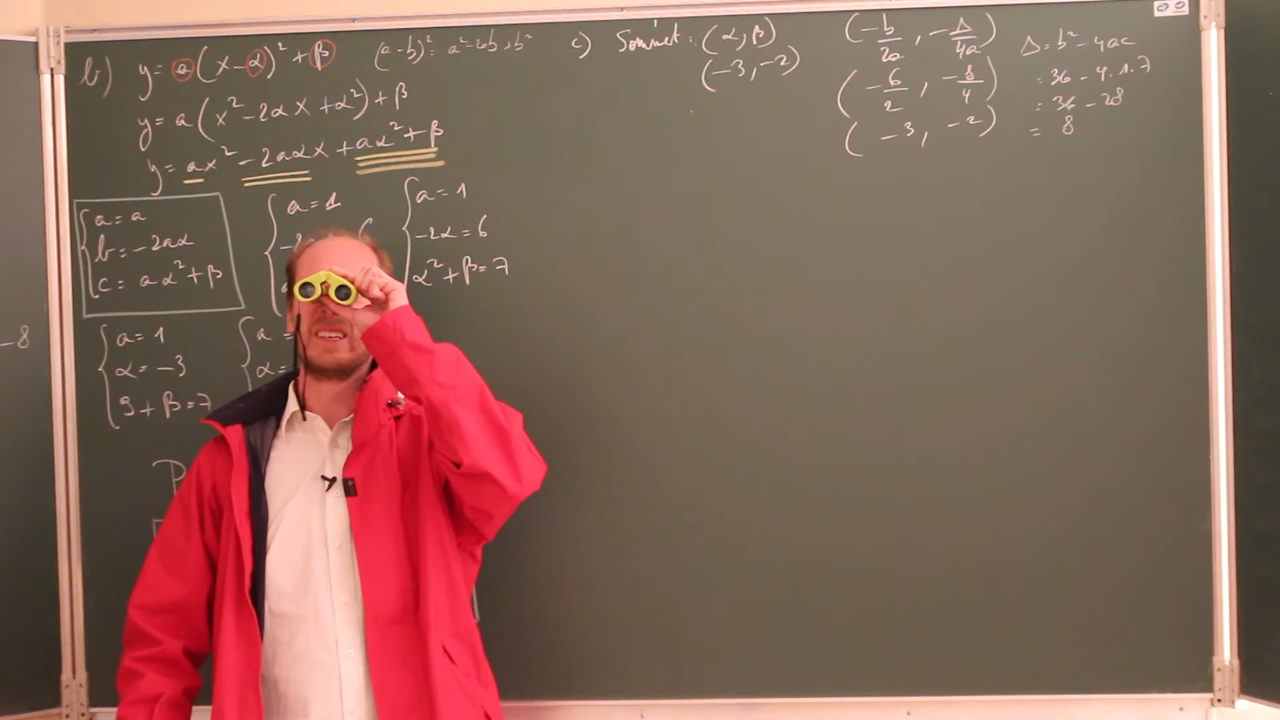 b) y = a(x-α)² + β
(a-b)² = a²-2ab+b²
y = a(x²-2αx+α²)+β
y = ax² - 2aαx + aα²+β
{ a = a
b = -2aα
c = aα²+β
{ a = 1
{ a = 1
-2α = 6
α²+β = 7
{ a = 1
α = -3
9 + β = 7
{ a =
α =
-8
c) Sommet : (α, β)
(-3, -2)
(-b/2a, -Δ/4a)
(-6/2, -8/4)
(-3, -2)
Δ = b² - 4ac
= 36 - 4.1.7
= 36 - 28
= 8